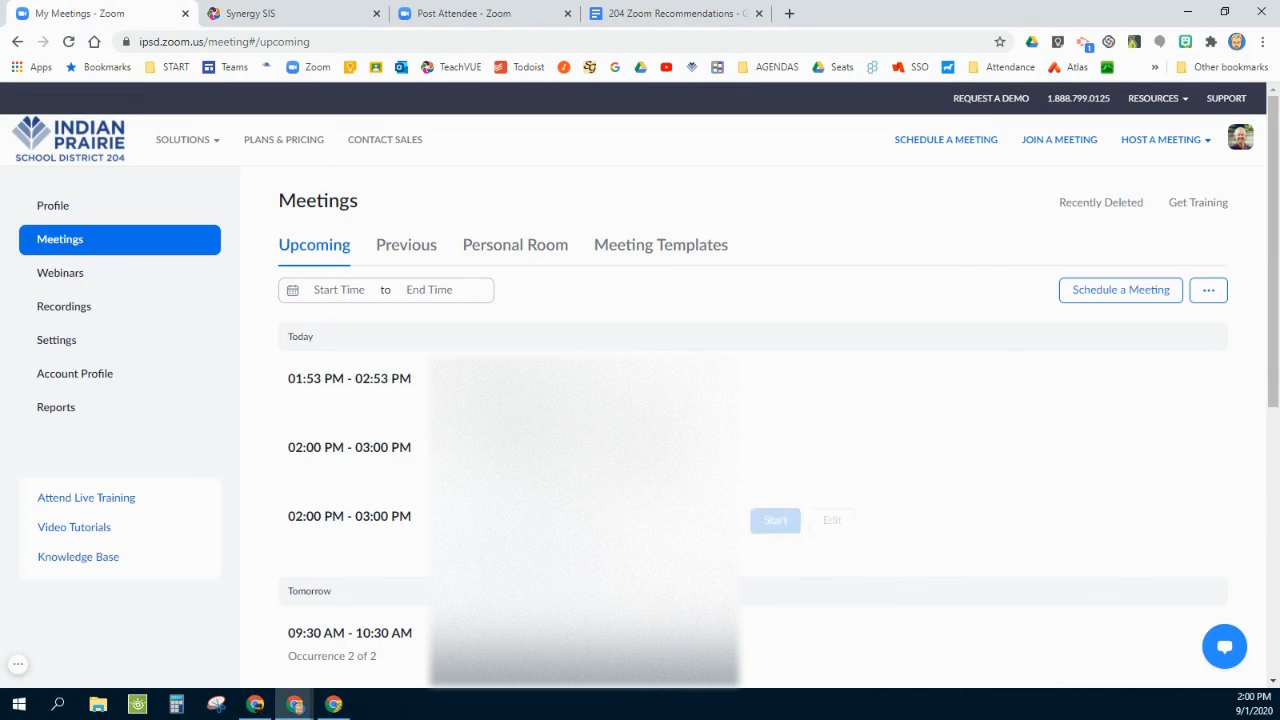 My Meetings - Zoom
Synergy SIS
Post Attendee - Zoom
204 Zoom Recommendations - G
ipsd.zoom.us/meeting#/upcoming
1
Apps
Bookmarks
START
Teams
Zoom
TeachVUE
Todoist
AGENDAS
Seats
SSO
Attendance
Atlas
»
Other bookmarks
REQUEST A DEMO
1.888.799.0125
RESOURCES
SUPPORT
INDIAN
PRAIRIE
SCHOOL DISTRICT 204
SOLUTIONS
PLANS & PRICING
CONTACT SALES
SCHEDULE A MEETING
JOIN A MEETING
HOST A MEETING
Profile
Meetings
Webinars
Recordings
Settings
Account Profile
Reports
Attend Live Training
Video Tutorials
Knowledge Base
Meetings
Recently Deleted
Get Training
Upcoming
Previous
Personal Room
Meeting Templates
Start Time to End Time
Schedule a Meeting
Today
01:53 PM - 02:53 PM
02:00 PM - 03:00 PM
02:00 PM - 03:00 PM
Start
Edit
Tomorrow
09:30 AM - 10:30 AM
Occurrence 2 of 2
2:00 PM
9/1/2020